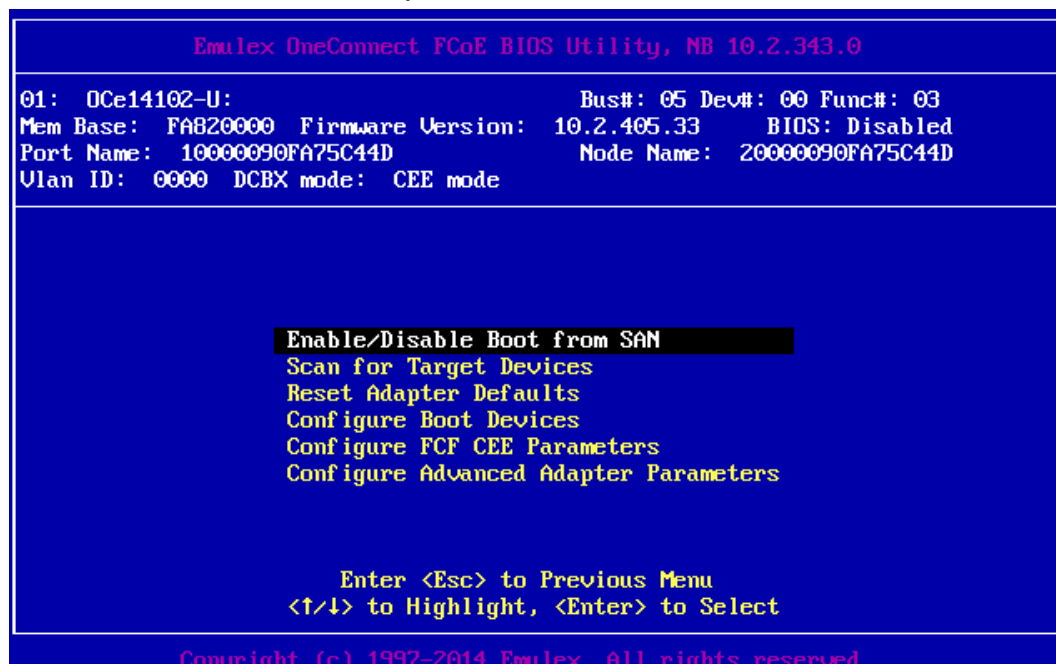 Emulex OneConnect FCoE BIOS Utility, NB 10.2.343.0
01: OCe14102-U: Bus#: 05 Dev#: 00 Func#: 03
Mem Base: FA820000 Firmware Version: 10.2.405.33 BIOS: Disabled
Port Name: 10000090FA75C44D Node Name: 20000090FA75C44D
Vlan ID: 0000 DCBX mode: CEE mode
Enable/Disable Boot from SAN
Scan for Target Devices
Reset Adapter Defaults
Configure Boot Devices
Configure FCF CEE Parameters
Configure Advanced Adapter Parameters
Enter <Esc> to Previous Menu
<↑/↓> to Highlight, <Enter> to Select
Copyright (c) 1997-2014 Emulex. All rights reserved